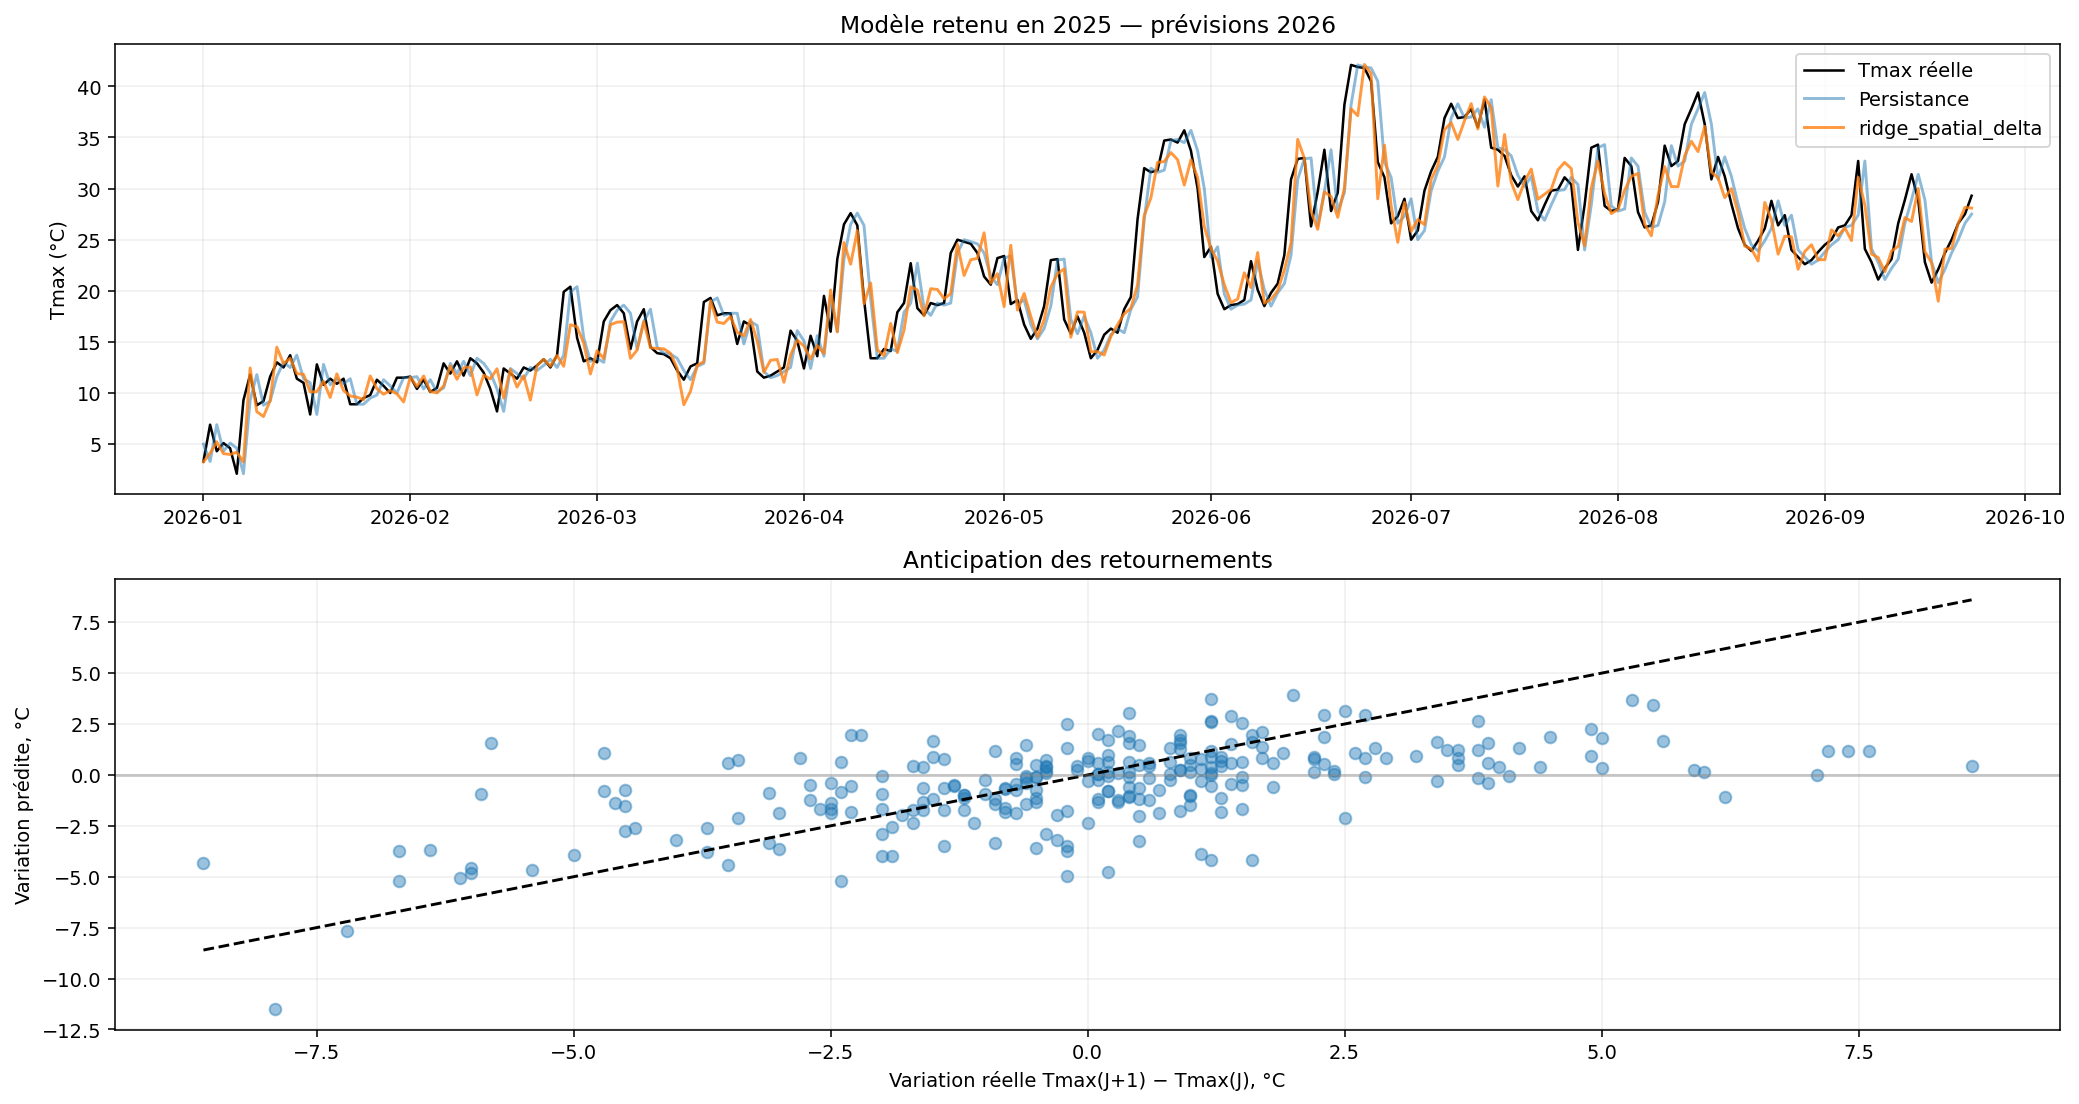 Modèle retenu en 2025 — prévisions 2026
Tmax (°C)
40
35
30
25
20
15
10
5
Tmax réelle
Persistance
ridge_spatial_delta
2026-01 2026-02 2026-03 2026-04 2026-05 2026-06 2026-07 2026-08 2026-09 2026-10
Anticipation des retournements
Variation prédite, °C
7.5
5.0
2.5
0.0
−2.5
−5.0
−7.5
−10.0
−12.5
−7.5 −5.0 −2.5 0.0 2.5 5.0 7.5
Variation réelle Tmax(J+1) − Tmax(J), °C